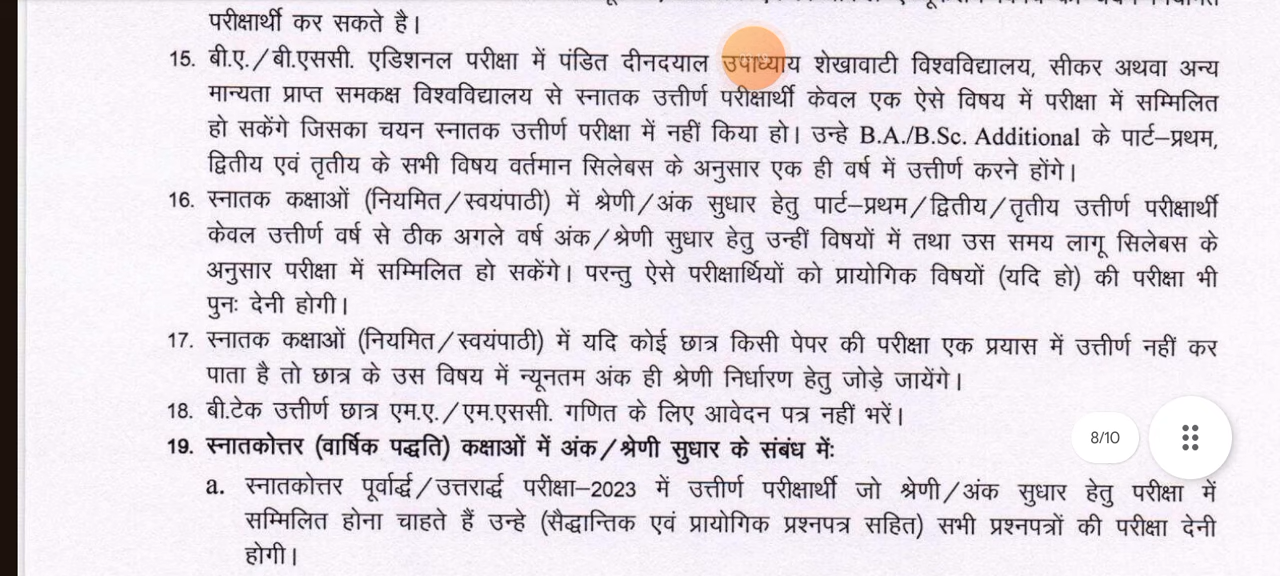 परीक्षार्थी कर सकते है।
15. बी.ए./बी.एससी. एडिशनल परीक्षा में पंडित दीनदयाल उपाध्याय शेखावाटी विश्वविद्यालय, सीकर अथवा अन्य
मान्यता प्राप्त समकक्ष विश्वविद्यालय से स्नातक उत्तीर्ण परीक्षार्थी केवल एक ऐसे विषय में परीक्षा में सम्मिलित
हो सकेंगे जिसका चयन स्नातक उत्तीर्ण परीक्षा में नहीं किया हो। उन्हे B.A./B.Sc. Additional के पार्ट–प्रथम,
द्वितीय एवं तृतीय के सभी विषय वर्तमान सिलेबस के अनुसार एक ही वर्ष में उत्तीर्ण करने होंगे।
16. स्नातक कक्षाओं (नियमित/स्वयंपाठी) में श्रेणी/अंक सुधार हेतु पार्ट–प्रथम/द्वितीय/तृतीय उत्तीर्ण परीक्षार्थी
केवल उत्तीर्ण वर्ष से ठीक अगले वर्ष अंक/श्रेणी सुधार हेतु उन्हीं विषयों में तथा उस समय लागू सिलेबस के
अनुसार परीक्षा में सम्मिलित हो सकेंगे। परन्तु ऐसे परीक्षार्थियों को प्रायोगिक विषयों (यदि हो) की परीक्षा भी
पुनः देनी होगी।
17. स्नातक कक्षाओं (नियमित/स्वयंपाठी) में यदि कोई छात्र किसी पेपर की परीक्षा एक प्रयास में उत्तीर्ण नहीं कर
पाता है तो छात्र के उस विषय में न्यूनतम अंक ही श्रेणी निर्धारण हेतु जोड़े जायेंगे।
18. बी.टेक उत्तीर्ण छात्र एम.ए./एम.एससी. गणित के लिए आवेदन पत्र नहीं भरें।
19. स्नातकोत्तर (वार्षिक पद्धति) कक्षाओं में अंक/श्रेणी सुधार के संबंध में:
8/10
a. स्नातकोत्तर पूर्वार्द्ध/उत्तरार्द्ध परीक्षा–2023 में उत्तीर्ण परीक्षार्थी जो श्रेणी/अंक सुधार हेतु परीक्षा में
सम्मिलित होना चाहते हैं उन्हे (सैद्धान्तिक एवं प्रायोगिक प्रश्नपत्र सहित) सभी प्रश्नपत्रों की परीक्षा देनी
होगी।